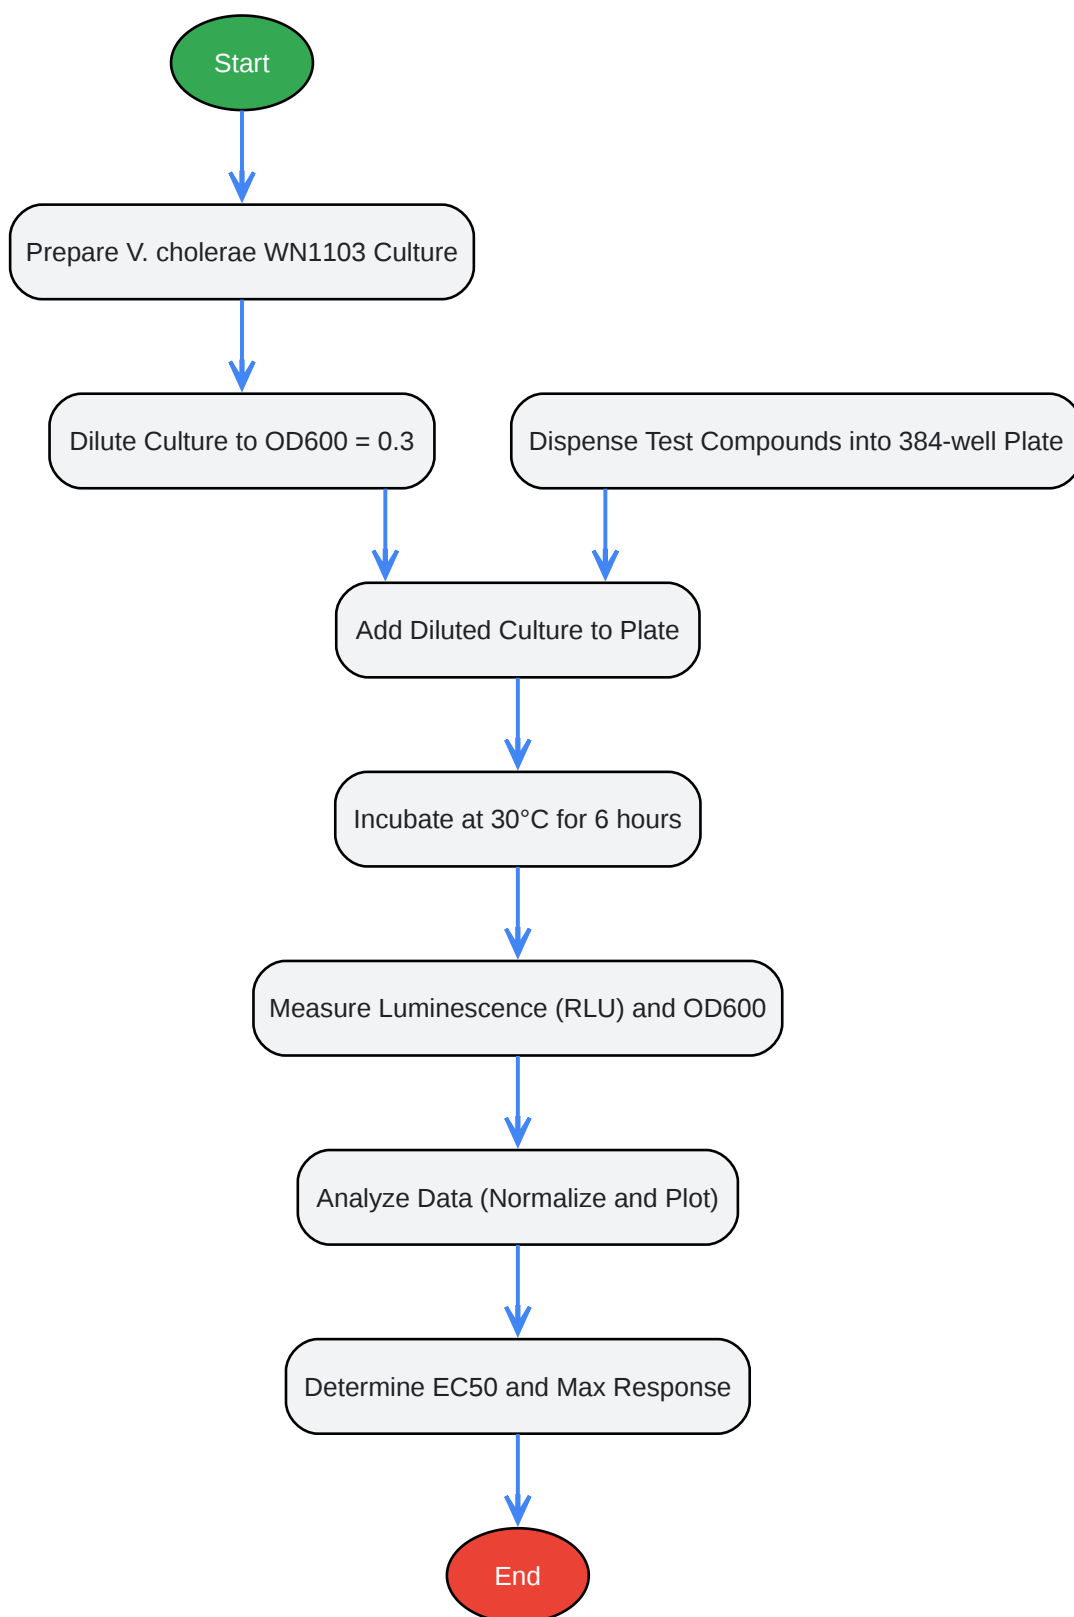 Start
Prepare V. cholerae WN1103 Culture
Dilute Culture to OD600 = 0.3
Dispense Test Compounds into 384-well Plate
Add Diluted Culture to Plate
Incubate at 30°C for 6 hours
Measure Luminescence (RLU) and OD600
Analyze Data (Normalize and Plot)
Determine EC50 and Max Response
End